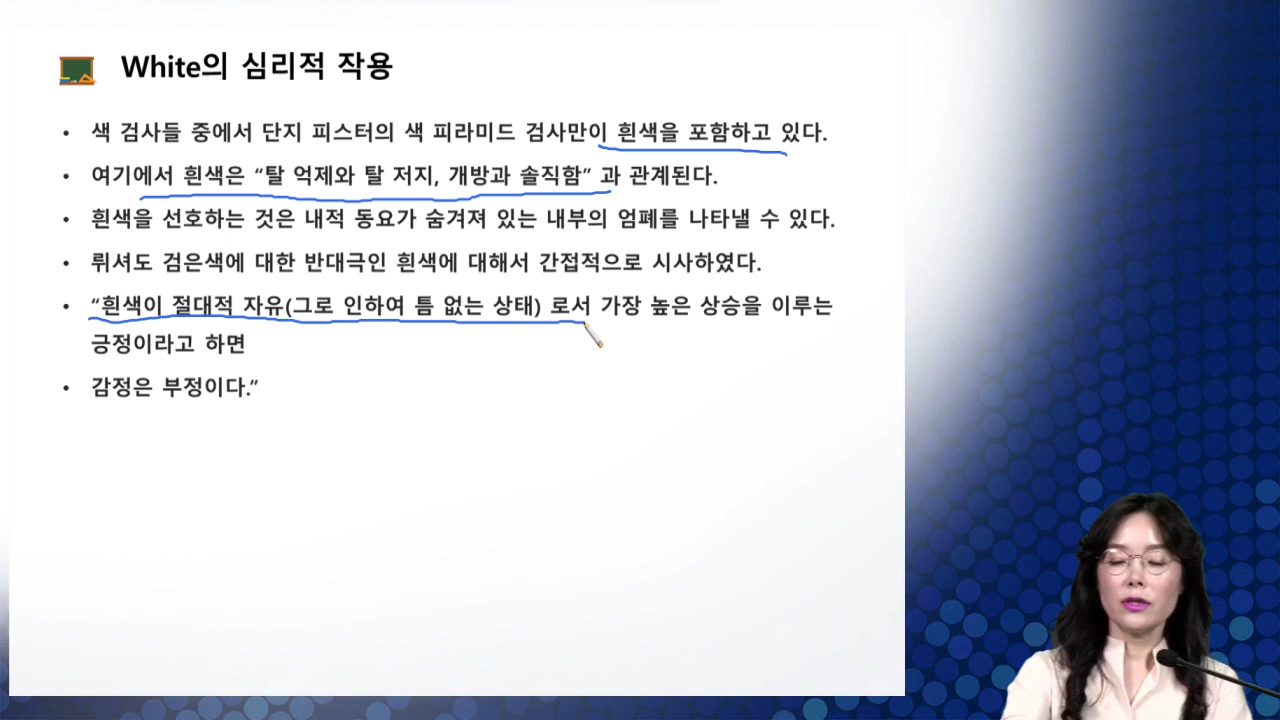 White의 심리적 작용
• 색 검사들 중에서 단지 피스터의 색 피라미드 검사만이 흰색을 포함하고 있다.
• 여기에서 흰색은 “탈 억제와 탈 저지, 개방과 솔직함” 과 관계된다.
• 흰색을 선호하는 것은 내적 동요가 숨겨져 있는 내부의 엄폐를 나타낼 수 있다.
• 뤼셔도 검은색에 대한 반대극인 흰색에 대해서 간접적으로 시사하였다.
• “흰색이 절대적 자유(그로 인하여 틈 없는 상태) 로서 가장 높은 상승을 이루는
긍정이라고 하면
• 감정은 부정이다.”